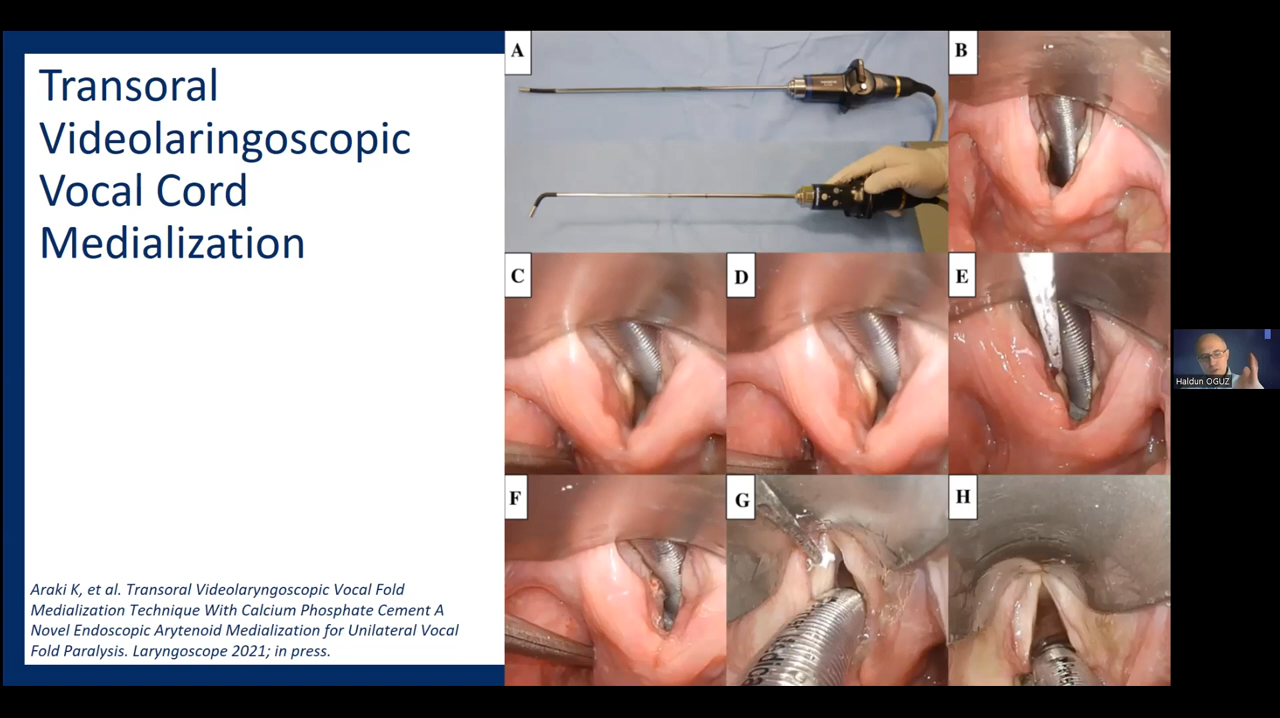 Transoral
Videolaringoscopic
Vocal Cord
Medialization
Araki K, et al. Transoral Videolaryngoscopic Vocal Fold
Medialization Technique With Calcium Phosphate Cement A
Novel Endoscopic Arytenoid Medialization for Unilateral Vocal
Fold Paralysis. Laryngoscope 2021; in press.
A
B
C
D
E
F
G
H
Haldun OGUZ